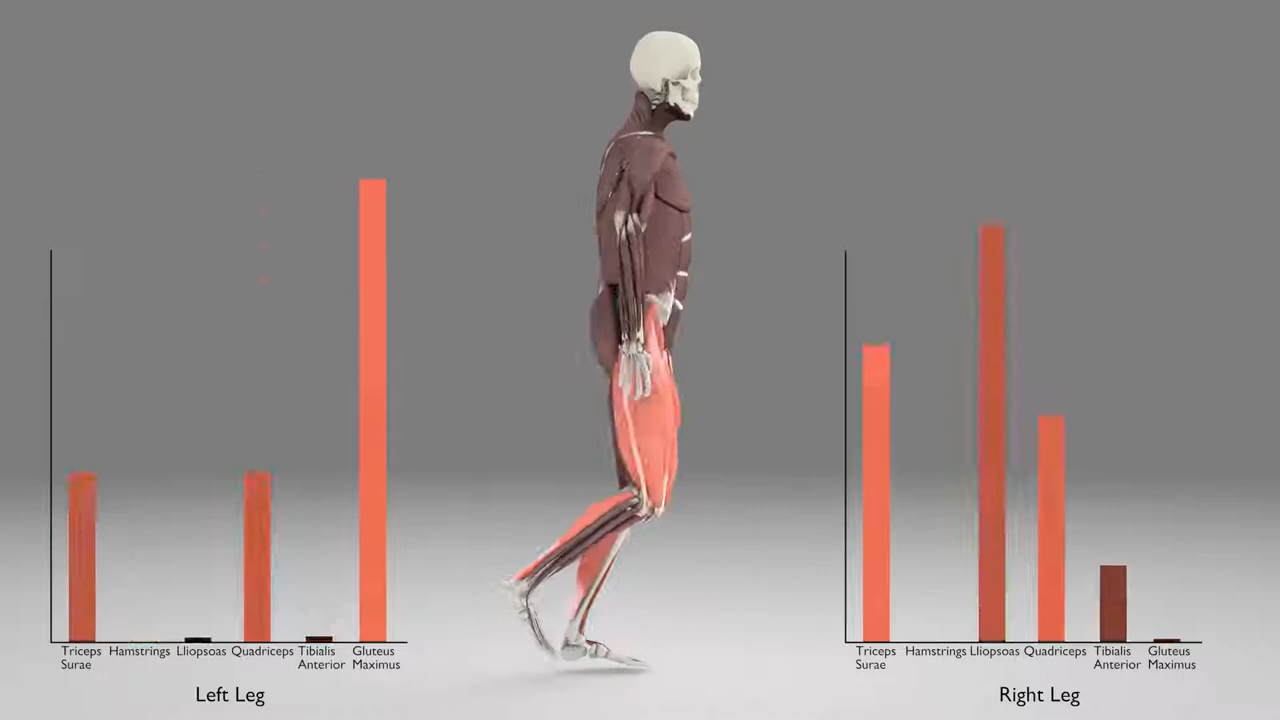 Triceps Surae
Hamstrings
Lliopsoas
Quadriceps
Tibialis Anterior
Gluteus Maximus
Left Leg
Triceps Surae
Hamstrings
Lliopsoas
Quadriceps
Tibialis Anterior
Gluteus Maximus
Right Leg